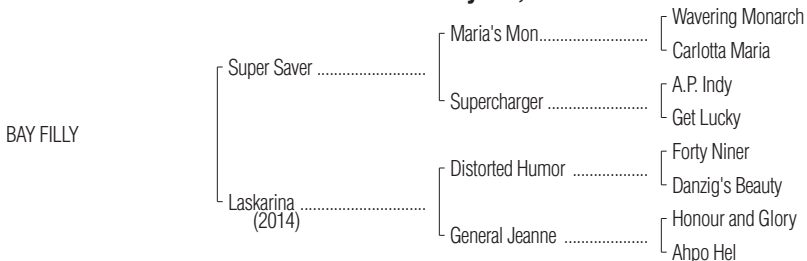 Wavering Monarch
Maria's Mon
Carlotta Maria
Super Saver
A.P. Indy
Supercharger
Get Lucky
BAY FILLY
Forty Niner
Distorted Humor
Danzig's Beauty
Laskarina
(2014)
Honour and Glory
General Jeanne
Ahpo Hel